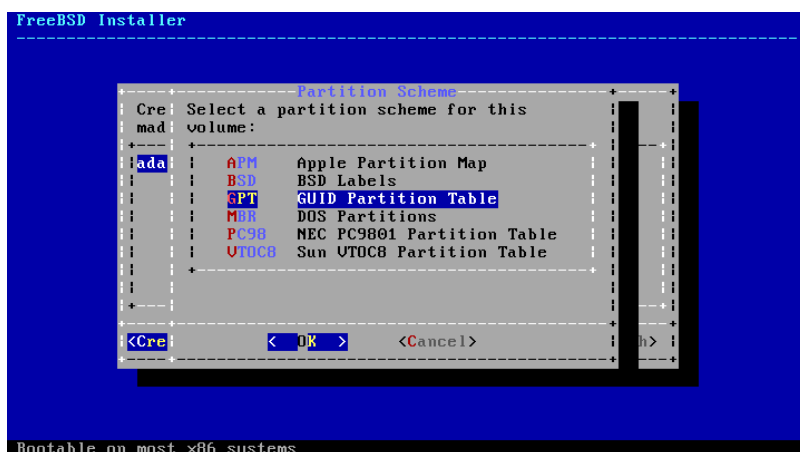 FreeBSD Installer
Partition Scheme
Cre Select a partition scheme for this
mad volume:
ada APM Apple Partition Map
BSD BSD Labels
GPT GUID Partition Table
MBR DOS Partitions
PC98 NEC PC9801 Partition Table
VTOC8 Sun VTOC8 Partition Table
<Cre < OK > <Cancel> h>
Bootable on most x86 systems